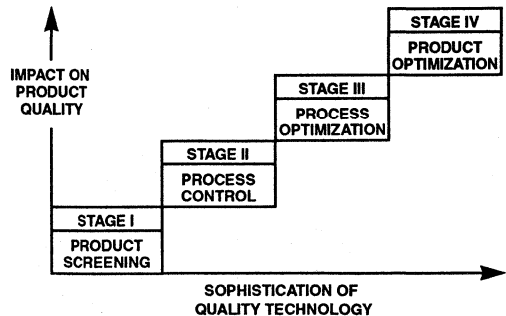 STAGE IV
PRODUCT
OPTIMIZATION
IMPACT ON
PRODUCT
QUALITY
STAGE III
PROCESS
OPTIMIZATION
STAGE II
PROCESS
CONTROL
STAGE I
PRODUCT
SCREENING
SOPHISTICATION OF
QUALITY TECHNOLOGY